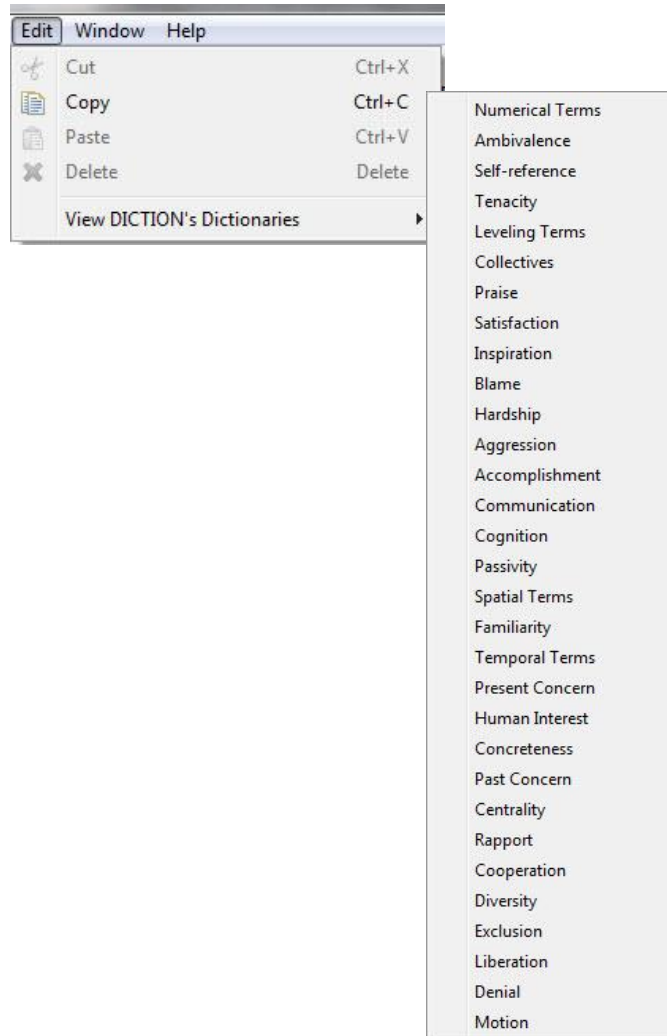 Edit Window Help
Cut Ctrl+X
Copy Ctrl+C
Paste Ctrl+V
Delete Delete
View DICTION's Dictionaries
Numerical Terms
Ambivalence
Self-reference
Tenacity
Leveling Terms
Collectives
Praise
Satisfaction
Inspiration
Blame
Hardship
Aggression
Accomplishment
Communication
Cognition
Passivity
Spatial Terms
Familiarity
Temporal Terms
Present Concern
Human Interest
Concreteness
Past Concern
Centrality
Rapport
Cooperation
Diversity
Exclusion
Liberation
Denial
Motion